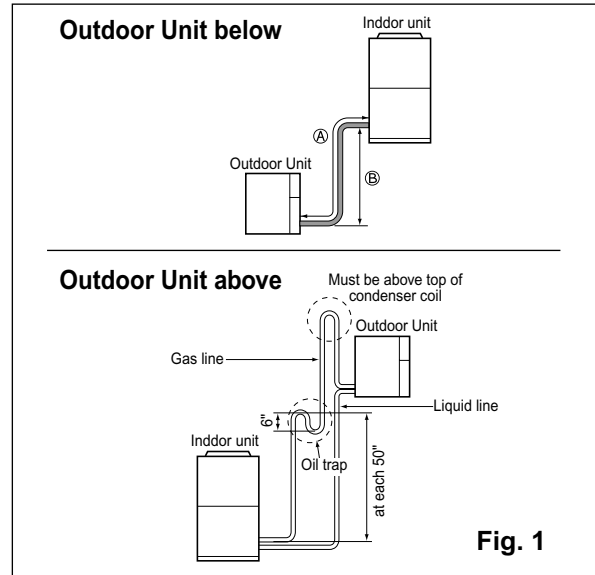 Outdoor Unit below
Inddor unit
A
Outdoor Unit
B
Outdoor Unit above
Must be above top of
condenser coil
Outdoor Unit
Gas line
Liquid line
6"
Inddor unit
Oil trap
at each 50"
Fig. 1